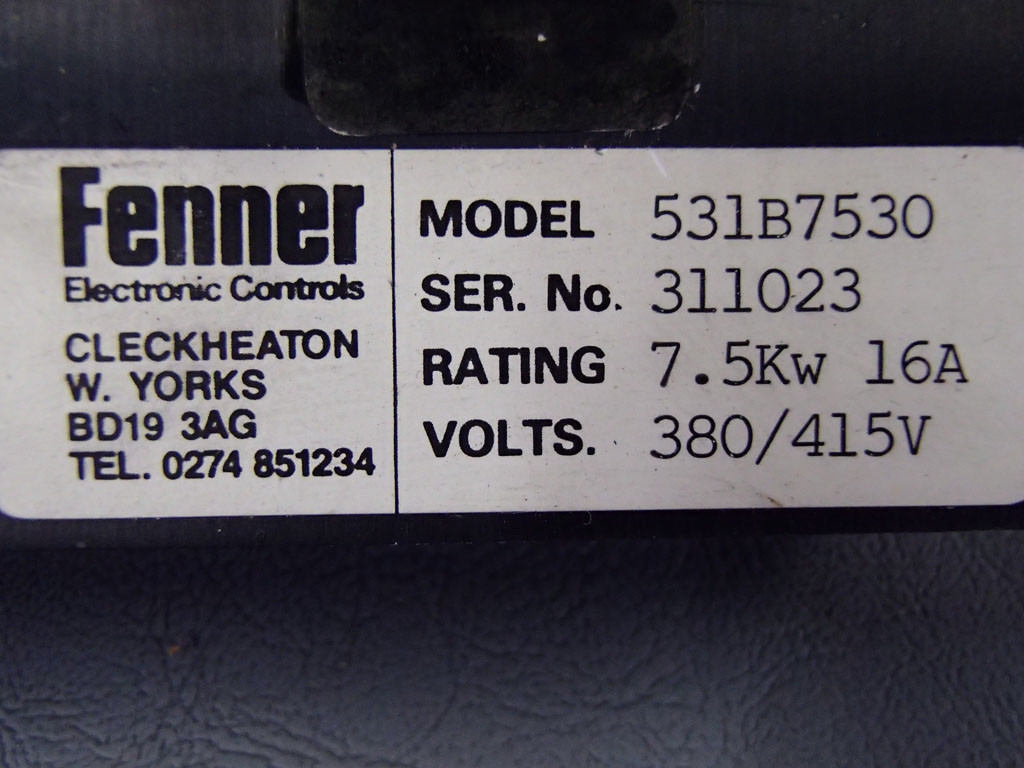 Fenner
Electronic Controls
CLECKHEATON
W. YORKS
BD19 3AG
TEL. 0274 851234
MODEL 531B7530
SER. No. 311023
RATING 7.5Kw 16A
VOLTS. 380/415V